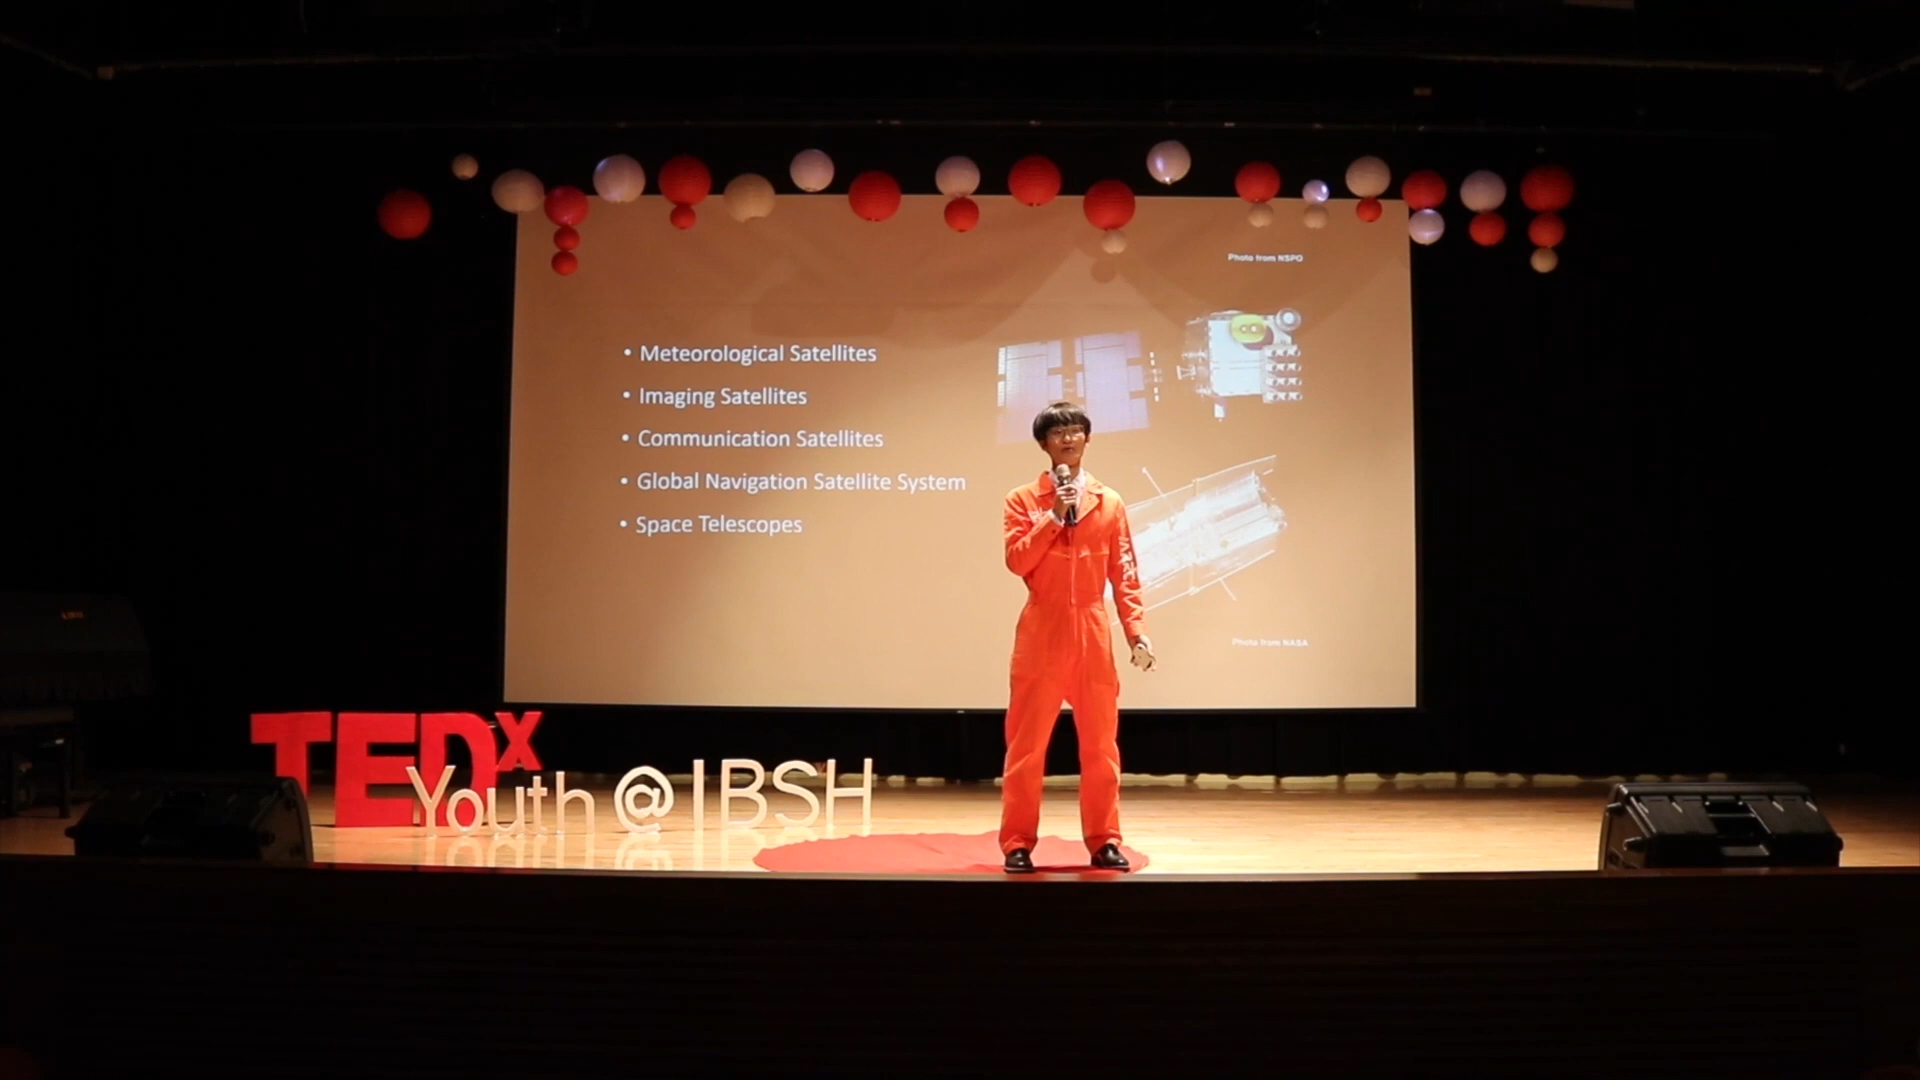 Photo from NSPO
• Meteorological Satellites
• Imaging Satellites
• Communication Satellites
• Global Navigation Satellite System
• Space Telescopes
Photo from NASA
TEDx
Youth @ IBSH